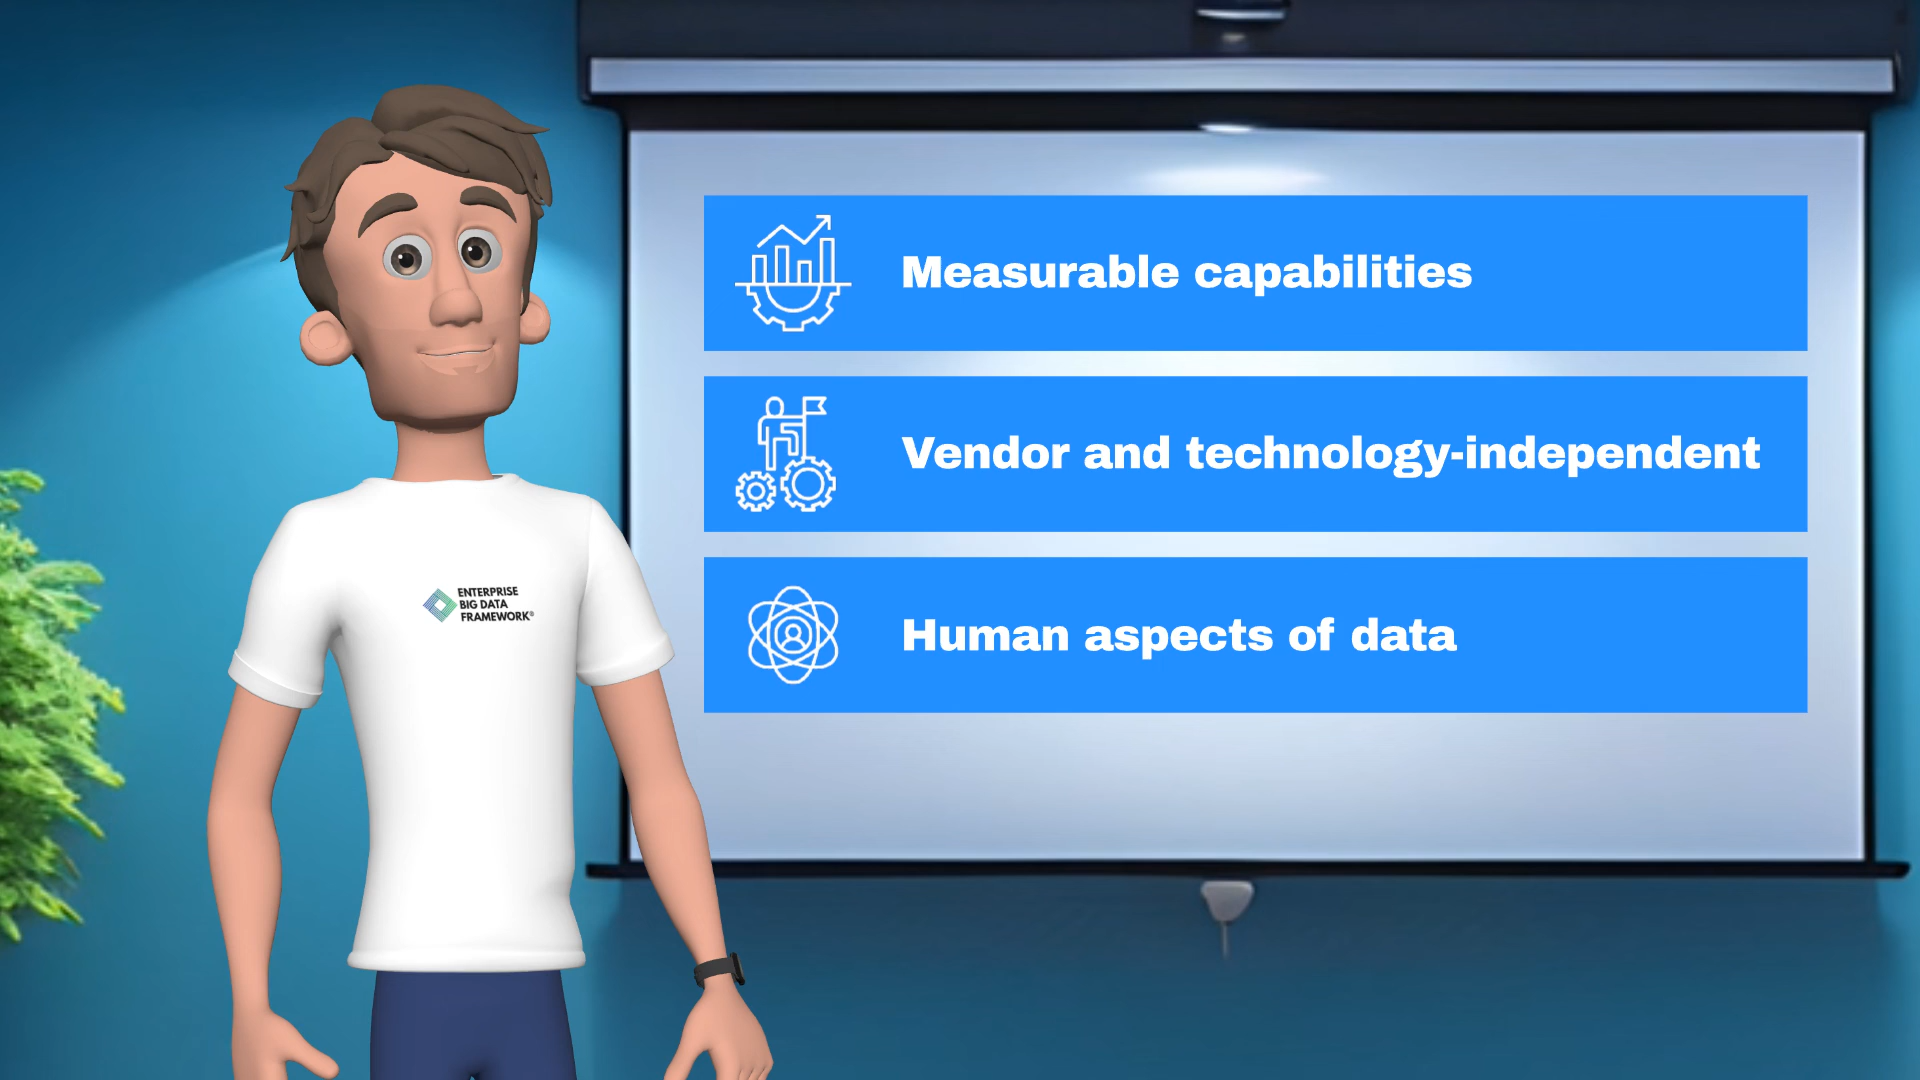 Measurable capabilities
Vendor and technology-independent
Human aspects of data
ENTERPRISE
BIG DATA
FRAMEWORK®